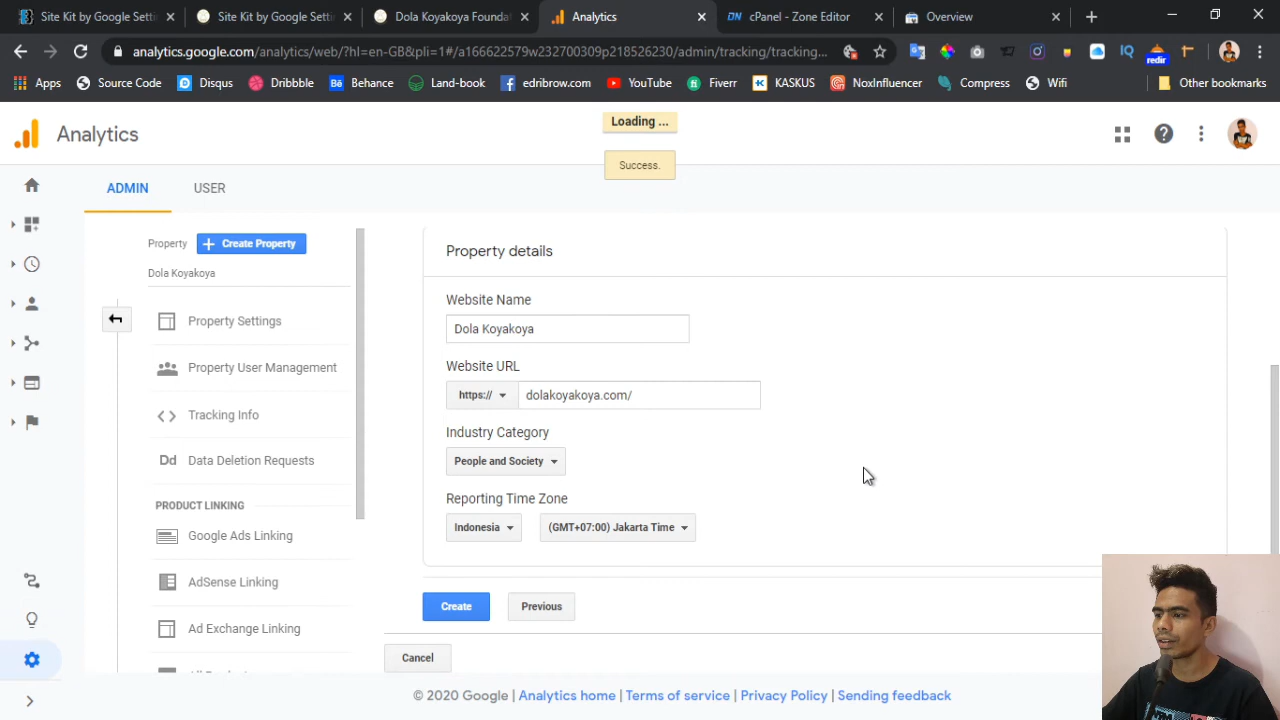 Site Kit by Google Setti
Site Kit by Google Setti
Dola Koyakoya Foundat
Analytics
cPanel - Zone Editor
Overview
analytics.google.com/analytics/web/?hl=en-GB&pli=1#/a166622579w232700309p218526230/admin/tracking/tracking...
redir
Apps
Source Code
Disqus
Dribbble
Behance
Land-hook
ednrbrow.com
YouTube
Fiverr
KASKUS
NoxInfluencer
Compress
Wifi
Other bookmarks
Analytics
Loading ...
Success.
ADMIN
USER
Property
Create Property
Dola Koyakoya
Property Settings
Property User Management
Tracking Info
Dd
Data Deletion Requests
PRODUCT LINKING
Google Ads Linking
AdSense Linking
Ad Exchange Linking
Property details
Website Name
Dola Koyakoya
Website URL
https://
dolakoyakoya.com/
Industry Category
People and Society
Reporting Time Zone
Indonesia
(GMT+07:00) Jakarta Time
Create
Previous
Cancel
© 2020 Google | Analytics home | Terms of service | Privacy Policy | Sending feedback